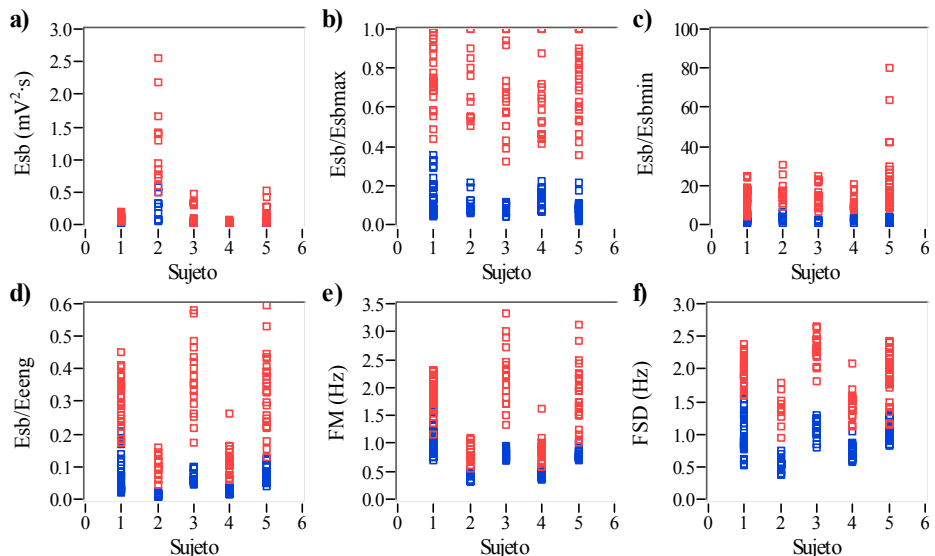 a)
b)
c)
3.0
2.5
2.0
1.5
1.0
0.5
0.0
Esb (mV²·s)
0 1 2 3 4 5 6
Sujeto
1.0
0.8
0.6
0.4
0.2
0.0
Esb/Esbmax
0 1 2 3 4 5 6
Sujeto
100
80
60
40
20
0
Esb/Esbmin
0 1 2 3 4 5 6
Sujeto
d)
e)
f)
0.6
0.5
0.4
0.3
0.2
0.1
0.0
Esb/Eeeng
0 1 2 3 4 5 6
Sujeto
3.5
3.0
2.5
2.0
1.5
1.0
0.5
0.0
FM (Hz)
0 1 2 3 4 5 6
Sujeto
3.0
2.5
2.0
1.5
1.0
0.5
0.0
FSD (Hz)
0 1 2 3 4 5 6
Sujeto